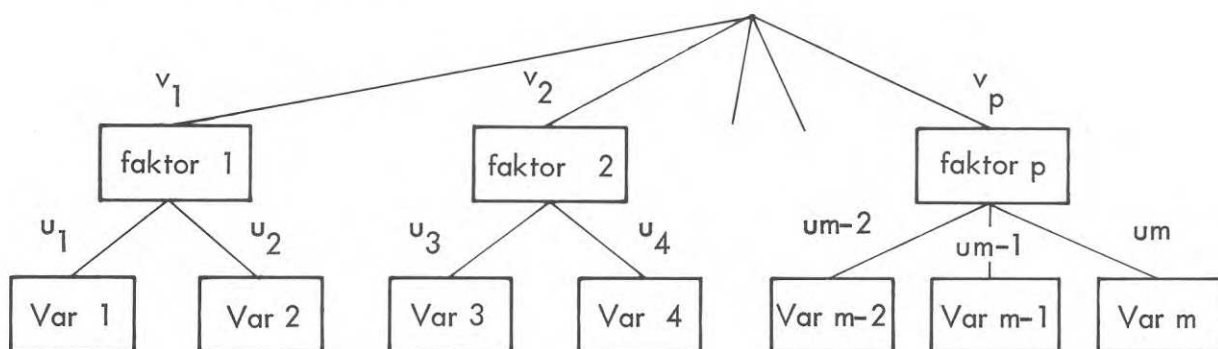 v₁ v₂ vₚ
faktor 1 faktor 2 faktor p
u₁ u₂ u₃ u₄ um-2 um-1 um
Var 1 Var 2 Var 3 Var 4 Var m-2 Var m-1 Var m